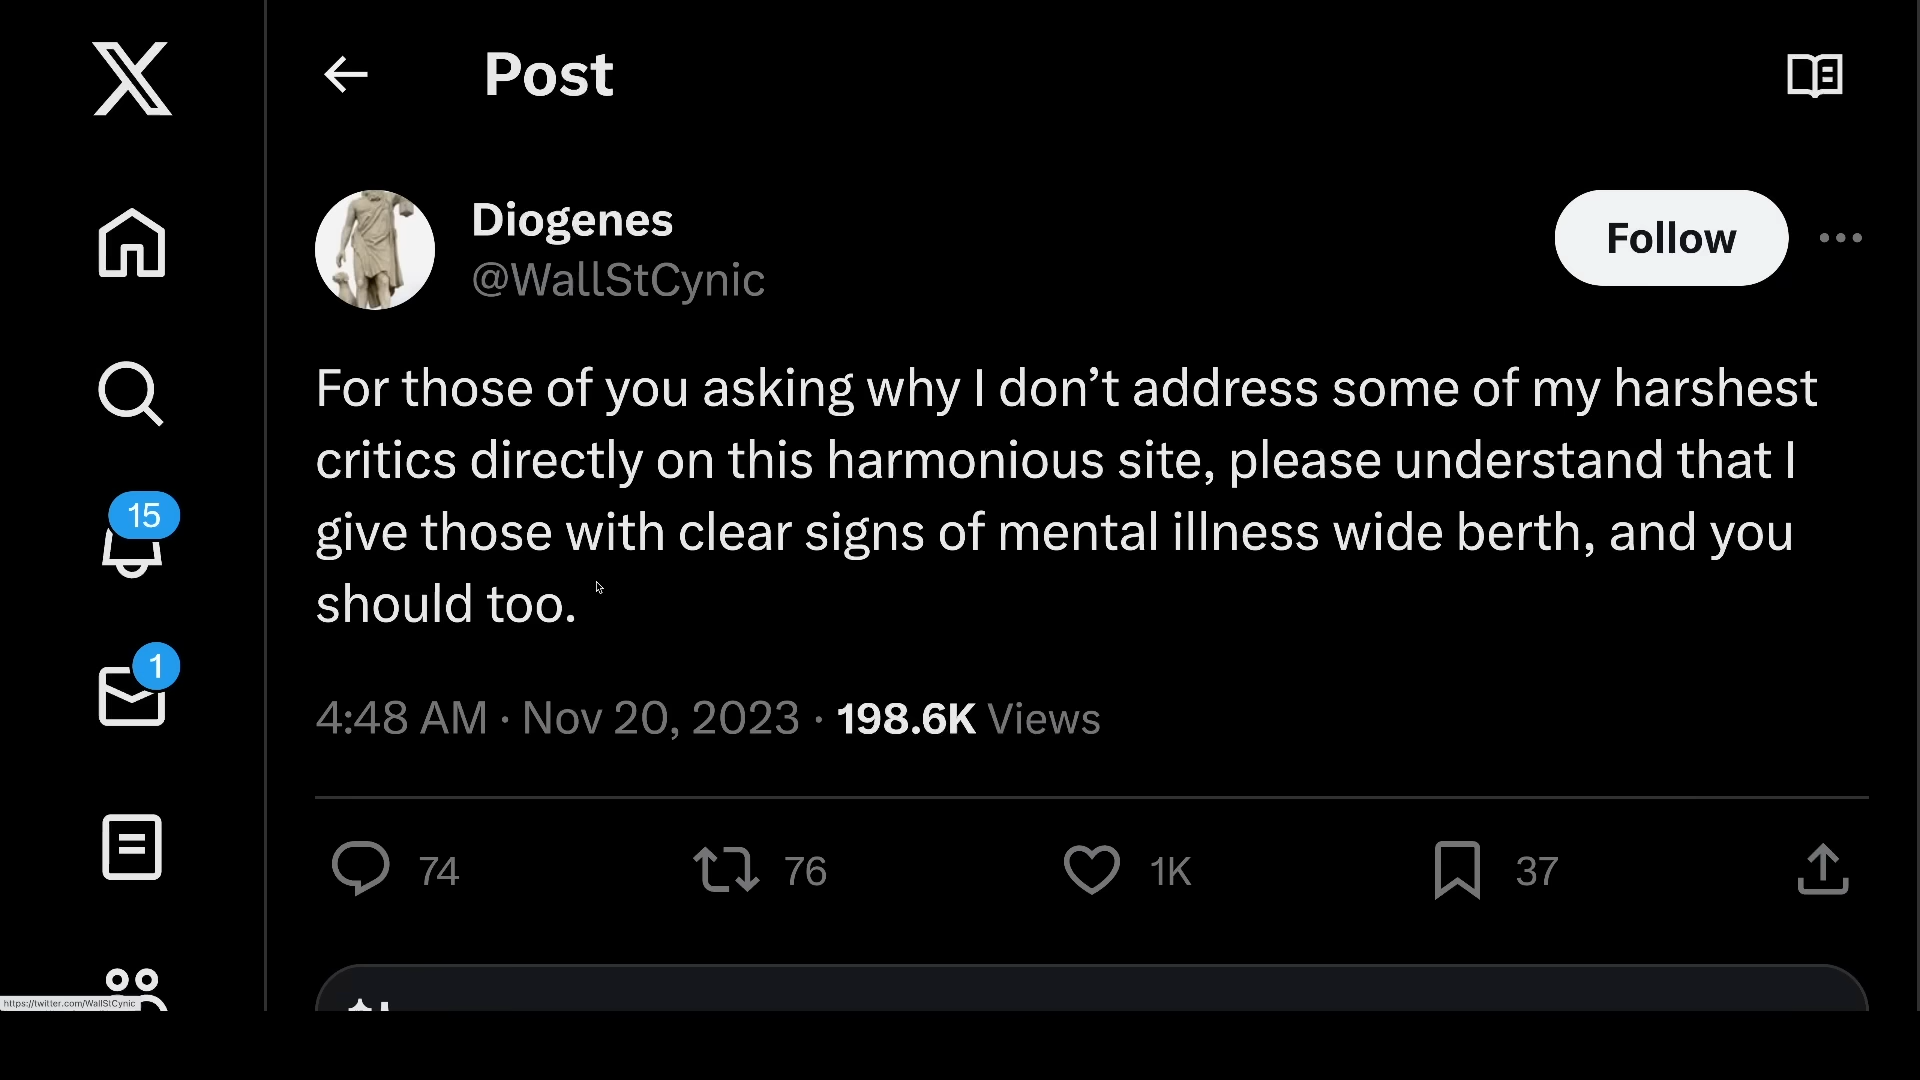 Post
Diogenes
@WallStCynic
Follow
For those of you asking why I don’t address some of my harshest
critics directly on this harmonious site, please understand that I
give those with clear signs of mental illness wide berth, and you
should too.
4:48 AM · Nov 20, 2023 · 198.6K Views
15
1
74 76 1K 37
https://twitter.com/WallStCynic